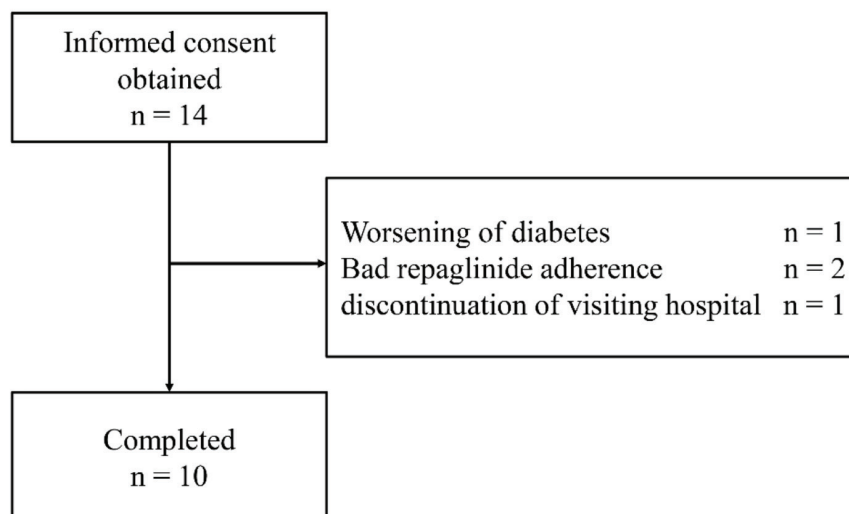 Informed consent
obtained
n = 14
Worsening of diabetes n = 1
Bad repaglinide adherence n = 2
discontinuation of visiting hospital n = 1
Completed
n = 10